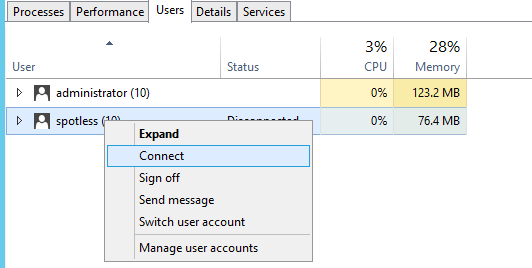 Processes Performance Users Details Services
3% 28%
User Status CPU Memory
administrator (10) 0% 123.2 MB
spotless (10) Disconnected 0% 76.4 MB
Expand
Connect
Sign off
Send message
Switch user account
Manage user accounts